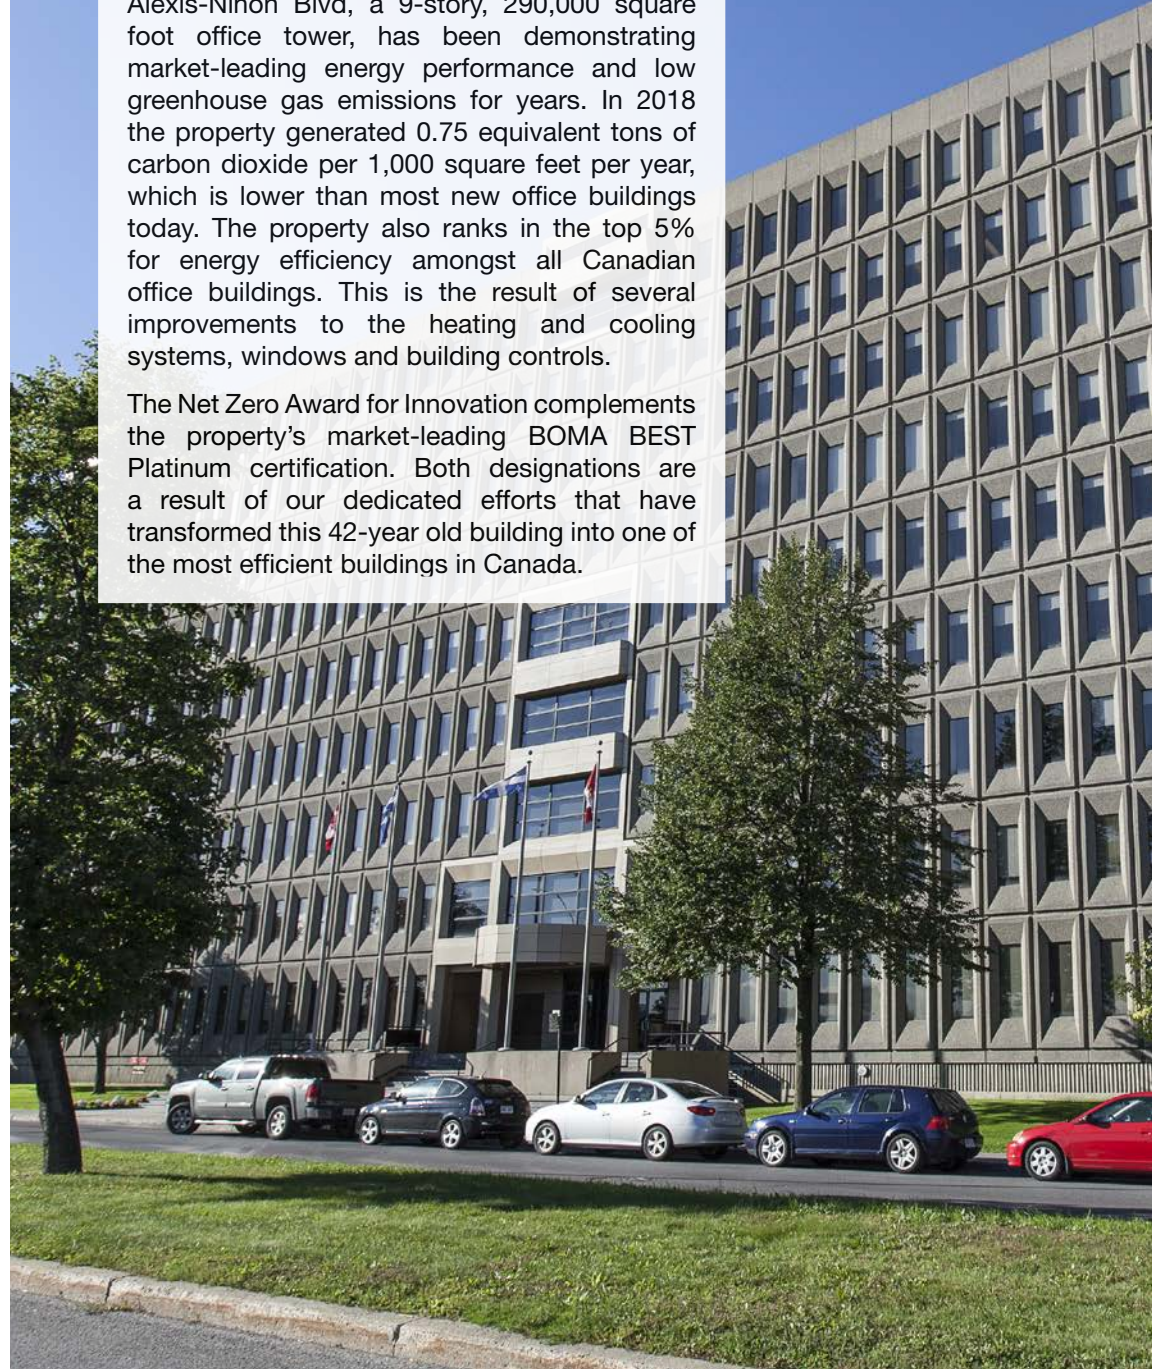 Alexis-Nihon Blvd, a 9-story, 290,000 square
foot office tower, has been demonstrating
market-leading energy performance and low
greenhouse gas emissions for years. In 2018
the property generated 0.75 equivalent tons of
carbon dioxide per 1,000 square feet per year,
which is lower than most new office buildings
today. The property also ranks in the top 5%
for energy efficiency amongst all Canadian
office buildings. This is the result of several
improvements to the heating and cooling
systems, windows and building controls.
The Net Zero Award for Innovation complements
the property’s market-leading BOMA BEST
Platinum certification. Both designations are
a result of our dedicated efforts that have
transformed this 42-year old building into one of
the most efficient buildings in Canada.